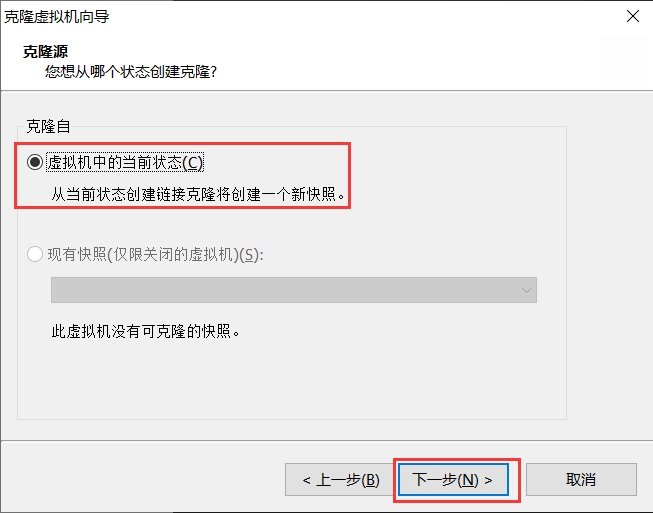 克隆虚拟机向导
克隆源
您想从哪个状态创建克隆?
克隆自
虚拟机中的当前状态(C)
从当前状态创建链接克隆将创建一个新快照。
现有快照(仅限关闭的虚拟机)(S):
此虚拟机没有可克隆的快照。
< 上一步(B)
下一步(N) >
取消